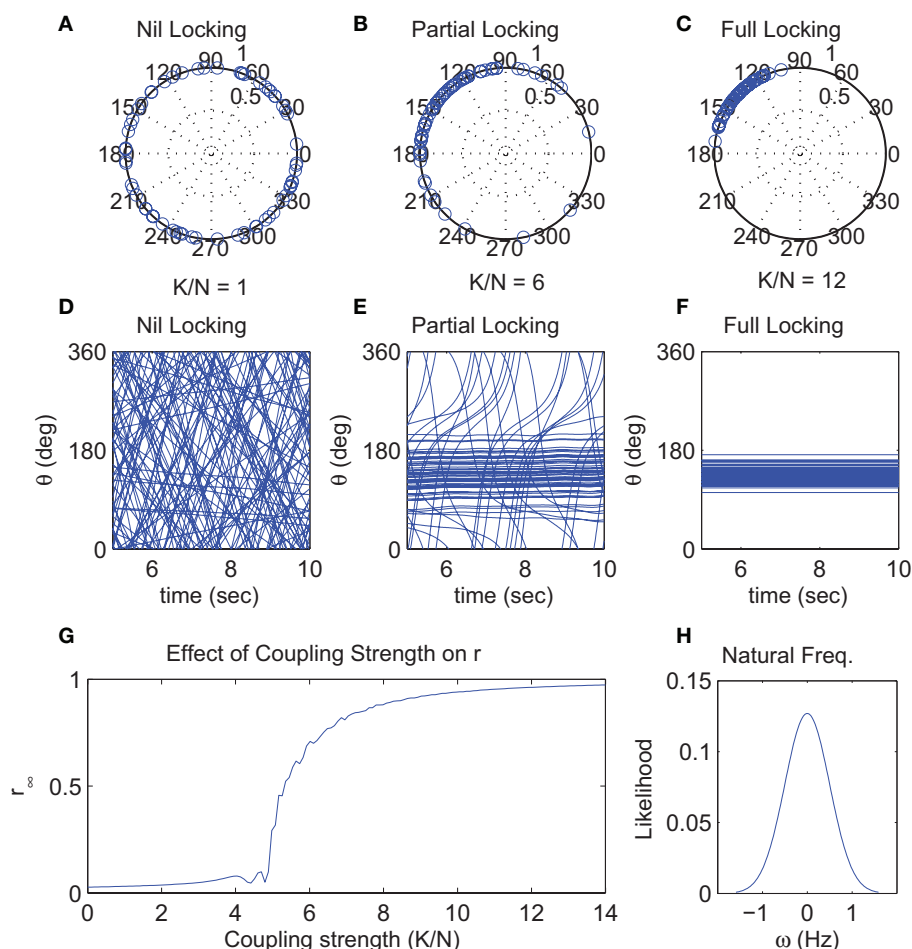 A B C
Nil Locking Partial Locking Full Locking
90 1 90 1 90 1
120 60 120 60 120 60
0.5 0.5 0.5
150 30 150 30 150 30
180 0 180 0 180 0
210 330 210 330 210 330
240 300 240 300 240 300
270 270 270
K/N = 1 K/N = 6 K/N = 12
D E F
Nil Locking Partial Locking Full Locking
360 360 360
θ (deg) 180 θ (deg) 180 θ (deg) 180
0 0 0
6 8 10 6 8 10 6 8 10
time (sec) time (sec) time (sec)
G H
Effect of Coupling Strength on r Natural Freq.
1 0.15
0.1
r∞ 0.5 Likelihood
0.05
0 0
0 2 4 6 8 10 12 14 −1 0 1
Coupling strength (K/N) ω (Hz)